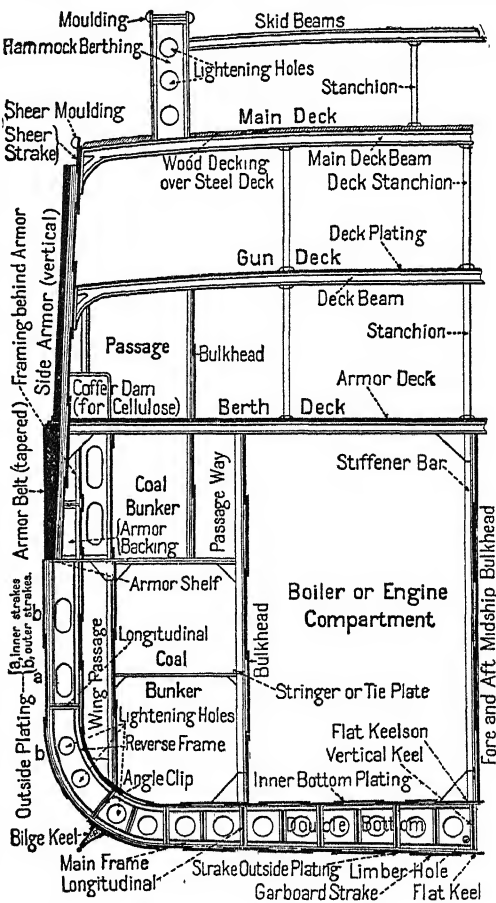 Moulding
Skid Beams
Hammock Berthing
Lightening Holes
Stanchion
Sheer Moulding
Main Deck
Sheer
Strake
Wood Decking
over Steel Deck
Main Deck Beam
Deck Stanchion
Deck Plating
Gun Deck
Deck Beam
Framing behind Armor
Side Armor (vertical)
Passage
Bulkhead
Stanchion
Coffer Dam
(for Cellulose)
Armor Deck
Berth Deck
Armor Belt (tapered)
Stiffener Bar
Coal
Bunker
Passage Way
Armor
Backing
Fore and Aft Midship Bulkhead
Armor Shelf
Boiler or Engine
Compartment
Outside Plating
a, Inner strakes
b, outer strakes.
b
Wing Passage
Longitudinal
Coal
Bulkhead
a
Bunker
Stringer or Tie Plate
Lightening Holes
b
Reverse Frame
Flat Keelson
Vertical Keel
Angle Clip
Inner Bottom Plating
Bilge Keel
Double Bottom
Main Frame
Longitudinal
Strake Outside Plating
Limber Hole
Garboard Strake
Flat Keel